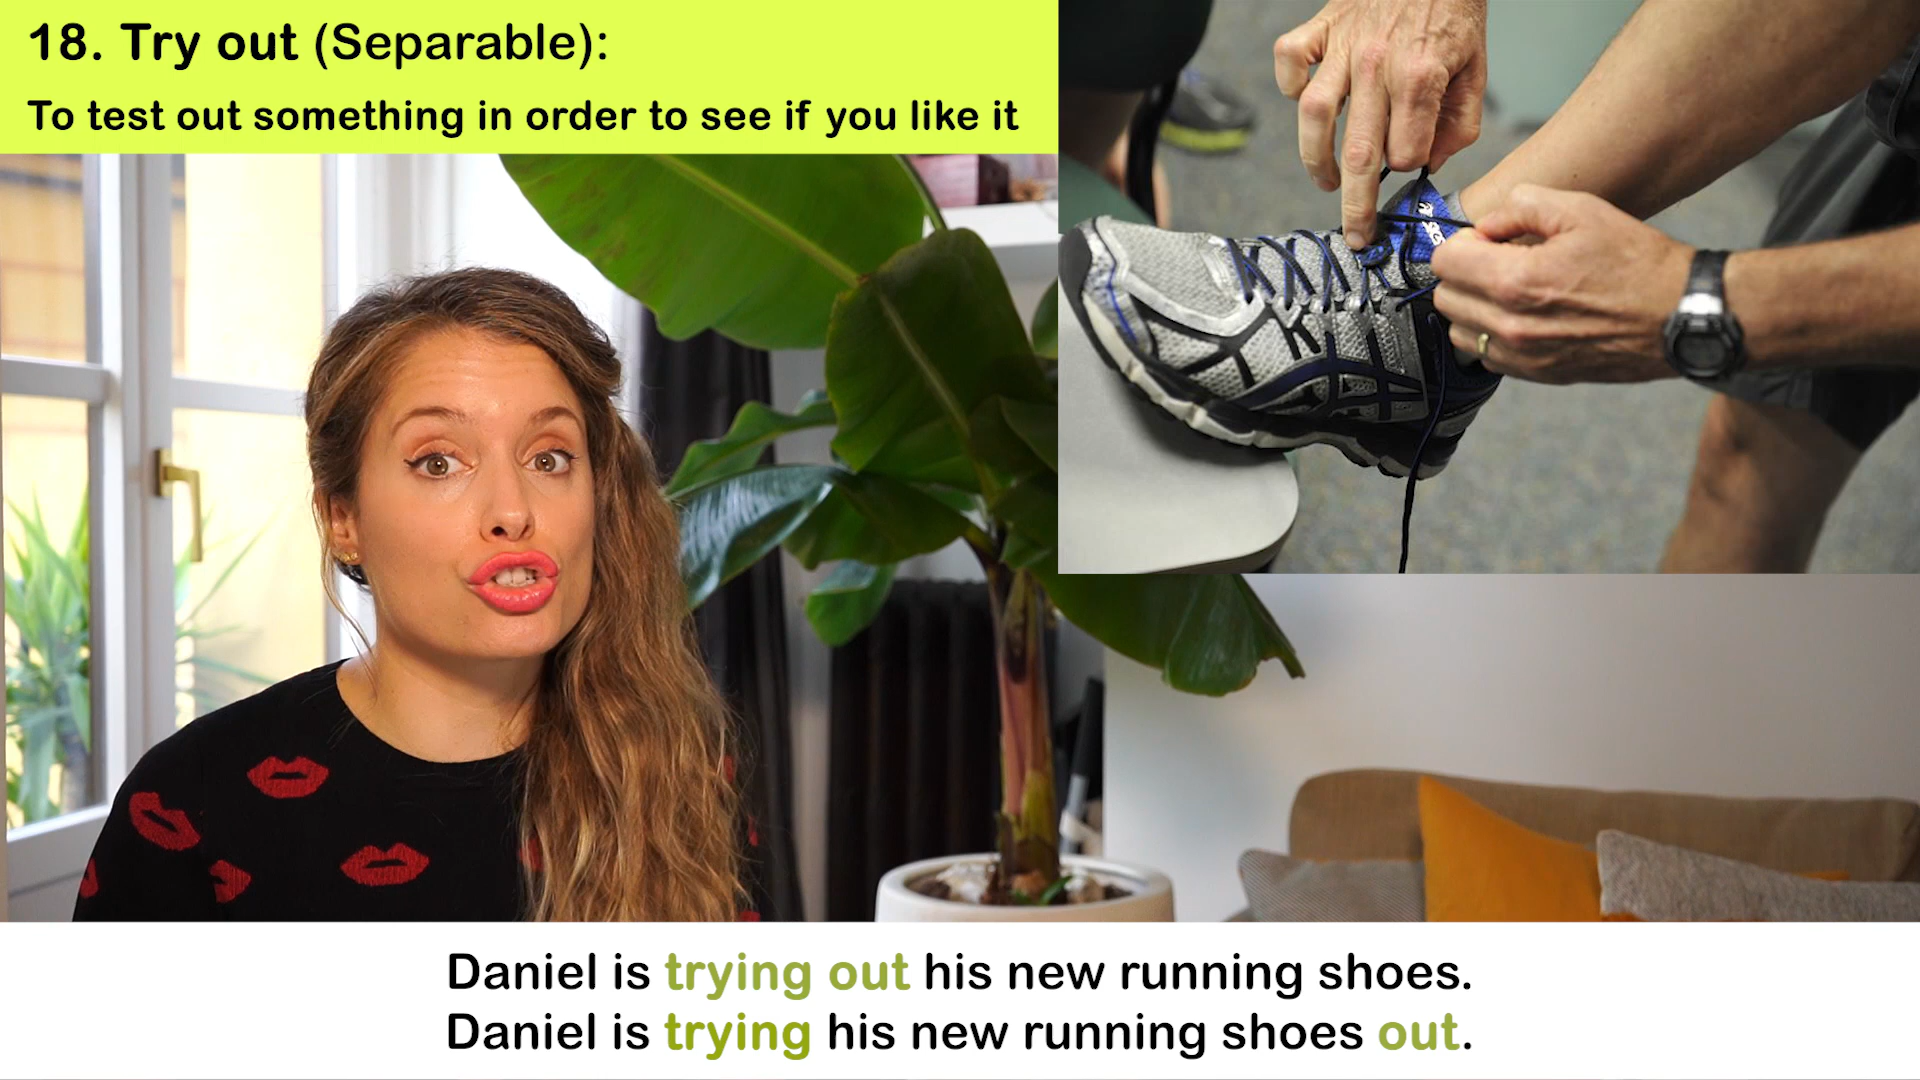 18. Try out (Separable):
To test out something in order to see if you like it
asics
Daniel is trying out his new running shoes.
Daniel is trying his new running shoes out.